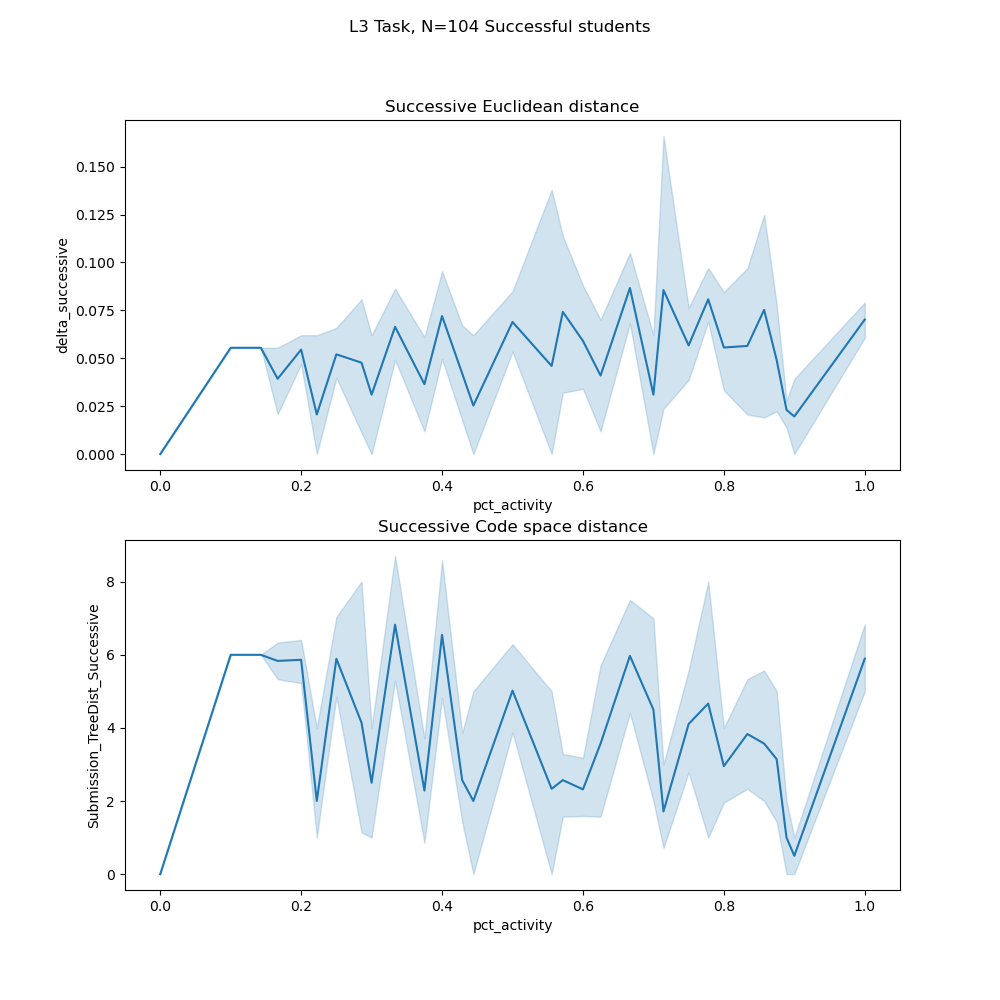 L3 Task, N=104 Successful students
Successive Euclidean distance
delta_successive
0.150
0.125
0.100
0.075
0.050
0.025
0.000
0.0 0.2 0.4 0.6 0.8 1.0
pct_activity
Successive Code space distance
Submission_TreeDist_Successive
8
6
4
2
0
0.0 0.2 0.4 0.6 0.8 1.0
pct_activity